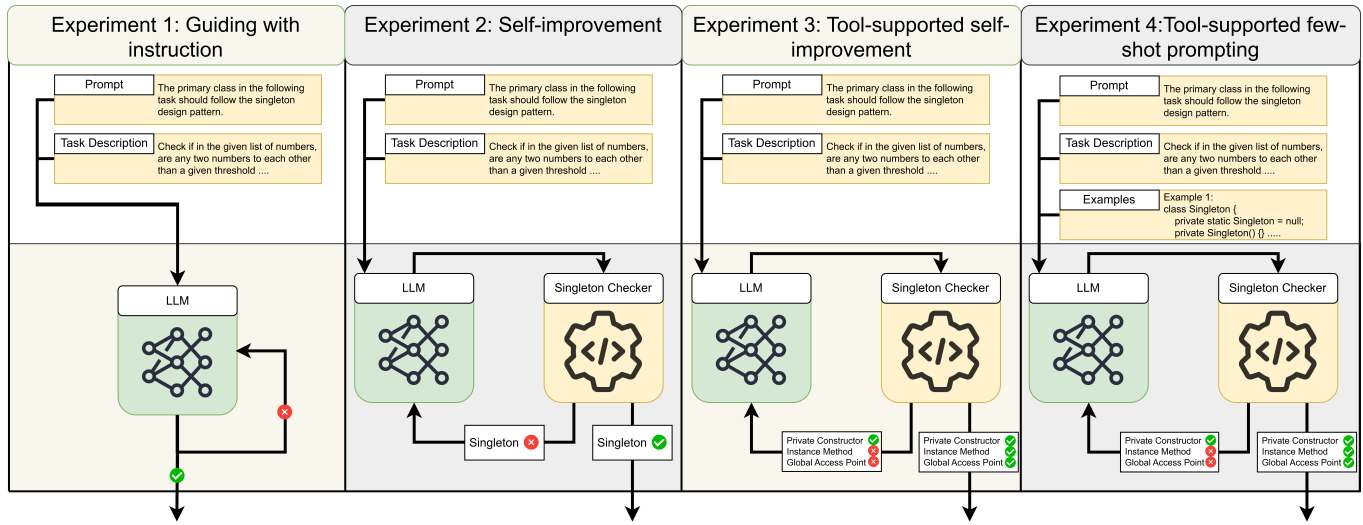 Experiment 1: Guiding with
instruction
Prompt
The primary class in the following
task should follow the singleton
design pattern.
Task Description
Check if in the given list of numbers,
are any two numbers to each other
than a given threshold ....
LLM
Experiment 2: Self-improvement
Prompt
The primary class in the following
task should follow the singleton
design pattern.
Task Description
Check if in the given list of numbers,
are any two numbers to each other
than a given threshold ....
LLM
Singleton Checker
Singleton
Singleton
Experiment 3: Tool-supported self-
improvement
Prompt
The primary class in the following
task should follow the singleton
design pattern.
Task Description
Check if in the given list of numbers,
are any two numbers to each other
than a given threshold ....
LLM
Singleton Checker
</>
Private Constructor
Instance Method
Global Access Point
Private Constructor
Instance Method
Global Access Point
Experiment 4:Tool-supported few-
shot prompting
Prompt
The primary class in the following
task should follow the singleton
design pattern.
Task Description
Check if in the given list of numbers,
are any two numbers to each other
than a given threshold ....
Examples
Example 1:
class Singleton {
private static Singleton = null;
private Singleton() {} .....
LLM
Singleton Checker
</>
Private Constructor
Instance Method
Global Access Point
Private Constructor
Instance Method
Global Access Point